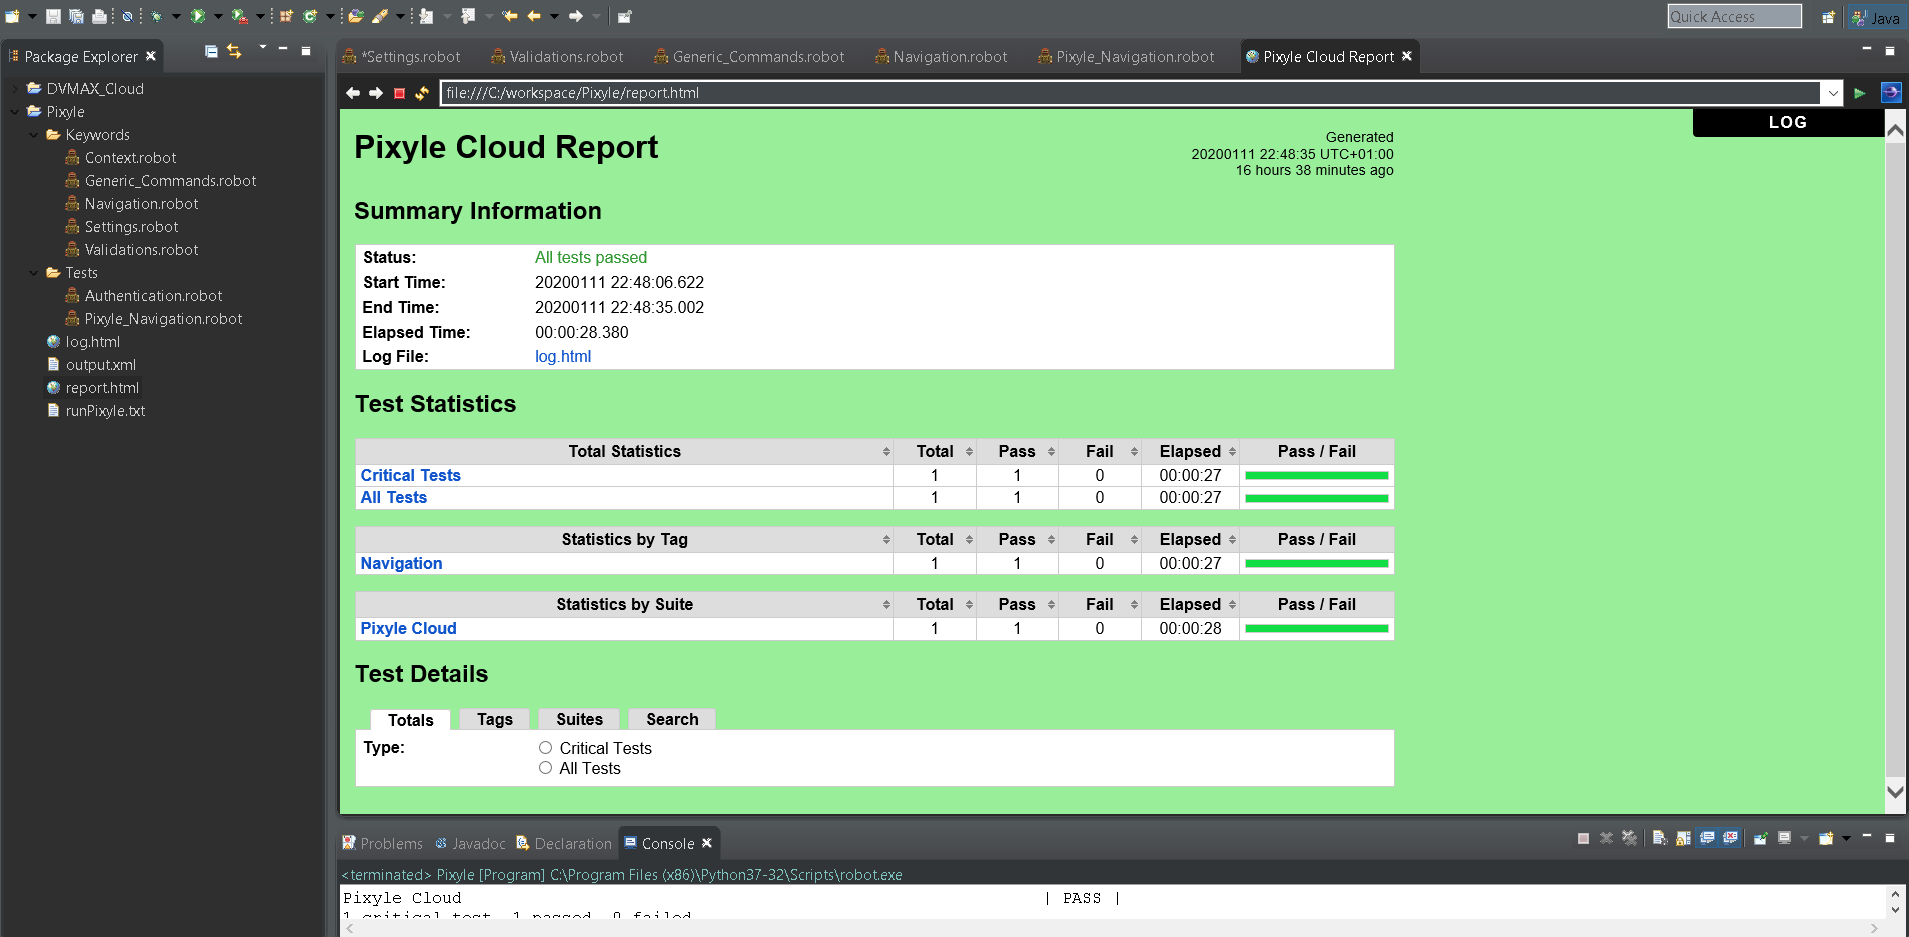 Quick Access
Java
Package Explorer
*Settings.robot
Validations.robot
Generic_Commands.robot
Navigation.robot
Pixyle_Navigation.robot
Pixyle Cloud Report
file:///C:/workspace/Pixyle/report.html
DVMAX_Cloud
Pixyle
Keywords
Context.robot
Generic_Commands.robot
Navigation.robot
Settings.robot
Validations.robot
Tests
Authentication.robot
Pixyle_Navigation.robot
log.html
output.xml
report.html
runPixyle.txt
LOG
Pixyle Cloud Report
Generated
20200111 22:48:35 UTC+01:00
16 hours 38 minutes ago
Summary Information
Status: All tests passed
Start Time: 20200111 22:48:06.622
End Time: 20200111 22:48:35.002
Elapsed Time: 00:00:28.380
Log File: log.html
Test Statistics
Total Statistics Total Pass Fail Elapsed Pass / Fail
Critical Tests 1 1 0 00:00:27
All Tests 1 1 0 00:00:27
Statistics by Tag Total Pass Fail Elapsed Pass / Fail
Navigation 1 1 0 00:00:27
Statistics by Suite Total Pass Fail Elapsed Pass / Fail
Pixyle Cloud 1 1 0 00:00:28
Test Details
Totals Tags Suites Search
Type: Critical Tests
All Tests
Problems Javadoc Declaration Console
<terminated> Pixyle [Program] C:\Program Files (x86)\Python37-32\Scripts\robot.exe
Pixyle Cloud | PASS |
1 critical test, 1 passed, 0 failed